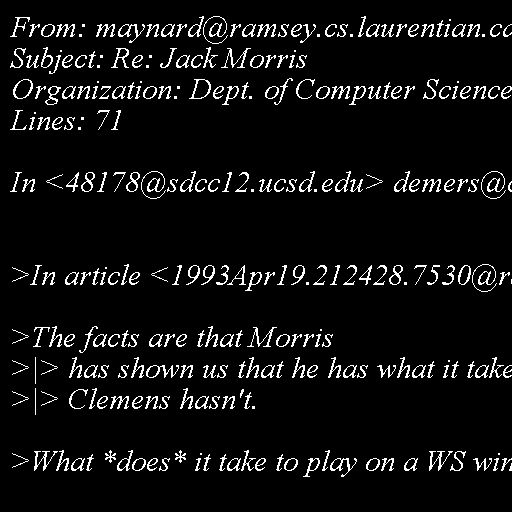 From: maynard@ramsey.cs.laurentian.ca
Subject: Re: Jack Morris
Organization: Dept. of Computer Science
Lines: 71
In <48178@sdcc12.ucsd.edu> demers@
>In article <1993Apr19.212428.7530@r
>The facts are that Morris
>|> has shown us that he has what it take
>|> Clemens hasn't.
>What *does* it take to play on a WS win